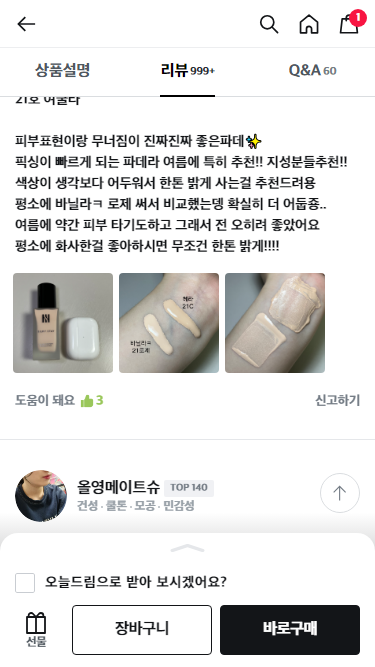 1
상품설명
리뷰 999+
Q&A 60
21호 여쿨라
피부표현이랑 무너짐이 진짜진짜 좋은파데✨
픽싱이 빠르게 되는 파데라 여름에 특히 추천!! 지성분들추천!!
색상이 생각보다 어두워서 한톤 밝게 사는걸 추천드려용
평소에 바닐라ㅋ 로제 써서 비교했는뎅 확실히 더 어둡죵..
여름에 약간 피부 타기도하고 그래서 전 오히려 좋았어요
평소에 화사한걸 좋아하시면 무조건 한톤 밝게!!!!
헤라
21C
바닐라ㅋ
21로제
도움이 돼요 3
신고하기
올영메이트슈 TOP 140
건성 · 쿨톤 · 모공 · 민감성
오늘드림으로 받아 보시겠어요?
선물
장바구니
바로구매